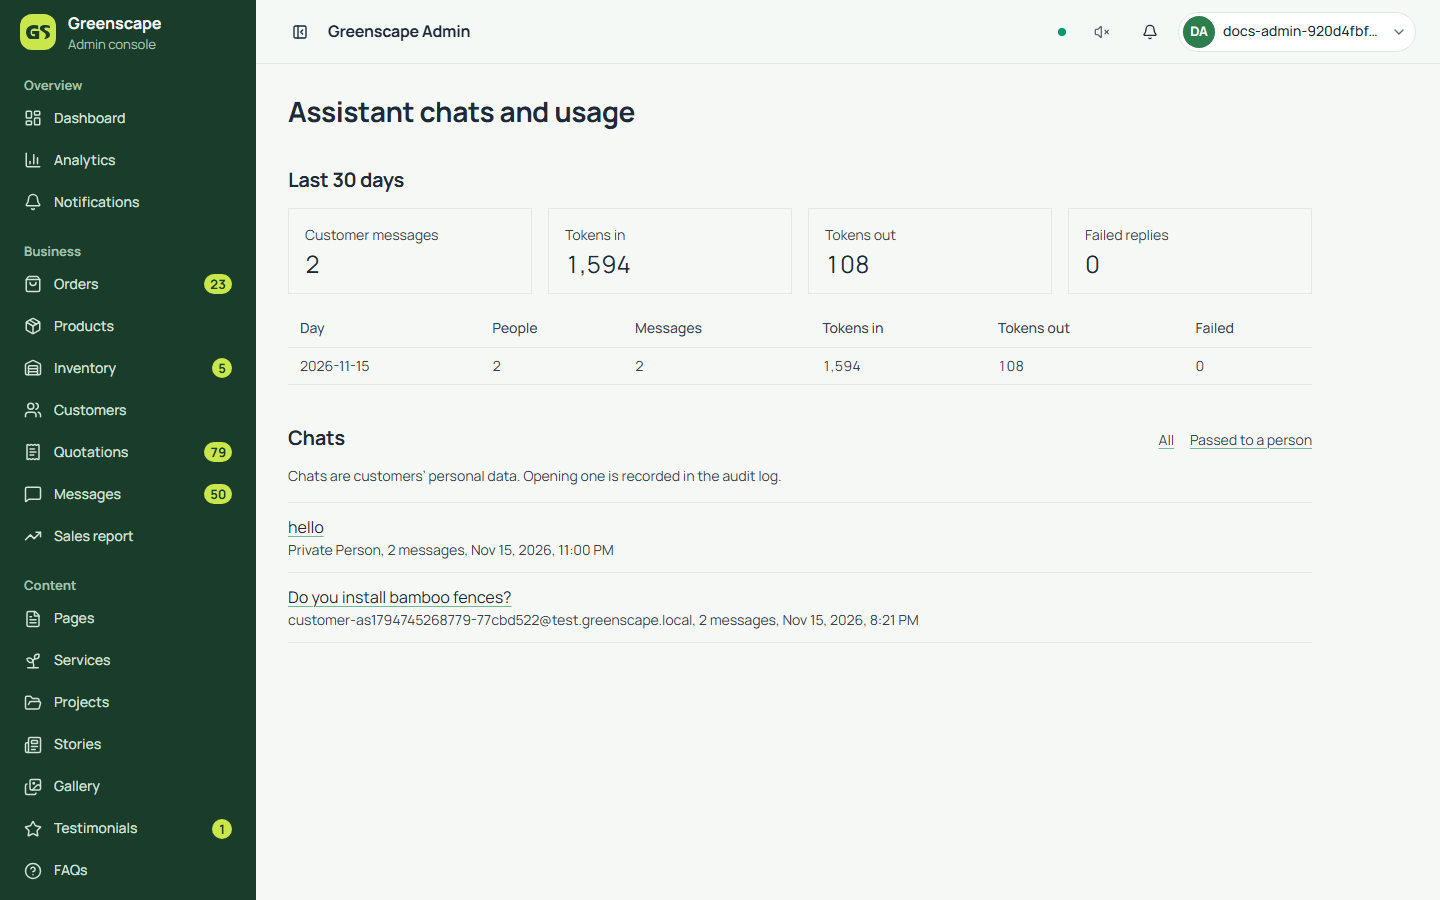 GS
Greenscape
Admin console
Overview
Dashboard
Analytics
Notifications
Business
Orders 23
Products
Inventory 5
Customers
Quotations 79
Messages 50
Sales report
Content
Pages
Services
Projects
Stories
Gallery
Testimonials 1
FAQs
Greenscape Admin
DA docs-admin-920d4fbf...
Assistant chats and usage
Last 30 days
Customer messages Tokens in Tokens out Failed replies
2 1,594 108 0
Day People Messages Tokens in Tokens out Failed
2026-11-15 2 2 1,594 108 0
Chats All Passed to a person
Chats are customers’ personal data. Opening one is recorded in the audit log.
hello
Private Person, 2 messages, Nov 15, 2026, 11:00 PM
Do you install bamboo fences?
customer-as1794745268779-77cbd522@test.greenscape.local, 2 messages, Nov 15, 2026, 8:21 PM